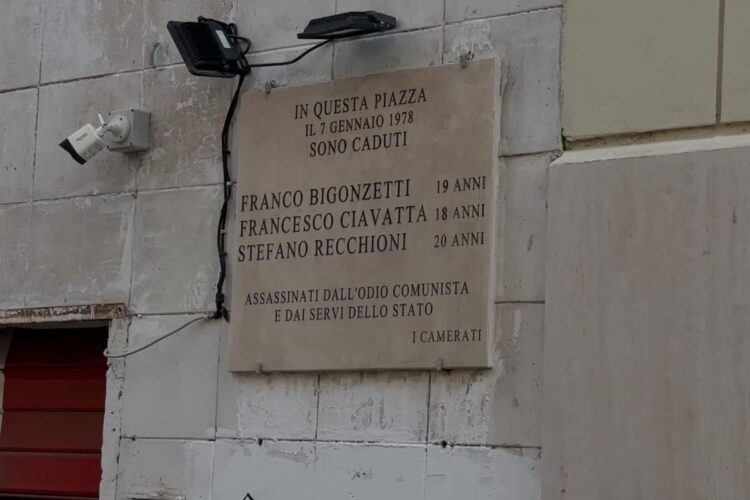 IN QUESTA PIAZZA
IL 7 GENNAIO 1978
SONO CADUTI
FRANCO BIGONZETTI 19 ANNI
FRANCESCO CIAVATTA 18 ANNI
STEFANO RECCHIONI 20 ANNI
ASSASSINATI DALL'ODIO COMUNISTA
E DAI SERVI DELLO STATO
I CAMERATI